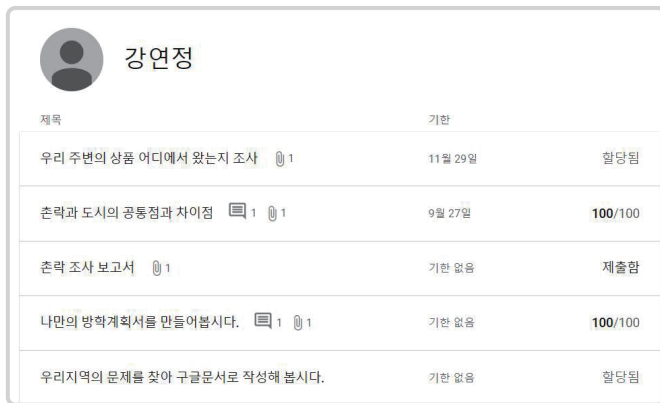 강연정
제목 기한
우리 주변의 상품 어디에서 왔는지 조사 1 11월 29일 할당됨
촌락과 도시의 공통점과 차이점 1 1 9월 27일 100/100
촌락 조사 보고서 1 기한 없음 제출함
나만의 방학계획서를 만들어봅시다. 1 1 기한 없음 100/100
우리지역의 문제를 찾아 구글문서로 작성해 봅시다. 기한 없음 할당됨